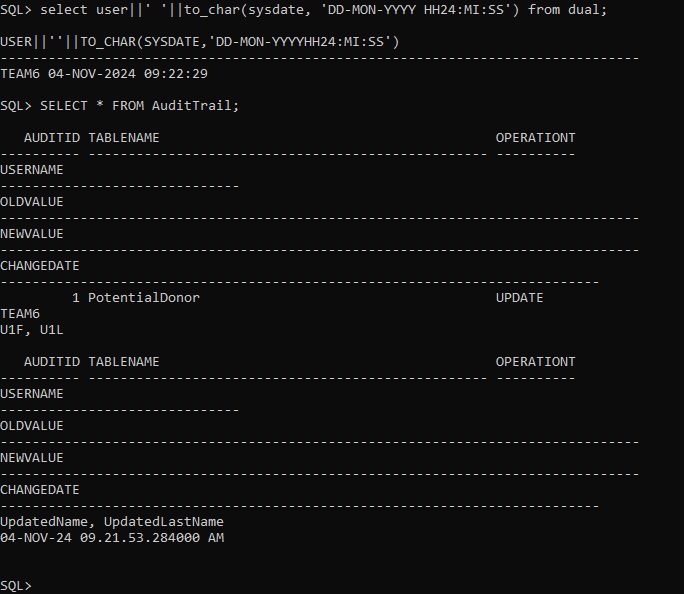 SQL> select user||' '||to_char(sysdate, 'DD-MON-YYYY HH24:MI:SS') from dual;
USER||''||TO_CHAR(SYSDATE,'DD-MON-YYYYHH24:MI:SS')
--------------------------------------------------------------------------------
TEAM6 04-NOV-2024 09:22:29
SQL> SELECT * FROM AuditTrail;
   AUDITID TABLENAME                                          OPERATIONT
---------- -------------------------------------------------- ----------
USERNAME
------------------------------
OLDVALUE
--------------------------------------------------------------------------------
NEWVALUE
--------------------------------------------------------------------------------
CHANGEDATE
---------------------------------------------------------------------------
         1 PotentialDonor                                     UPDATE
TEAM6
U1F, U1L
   AUDITID TABLENAME                                          OPERATIONT
---------- -------------------------------------------------- ----------
USERNAME
------------------------------
OLDVALUE
--------------------------------------------------------------------------------
NEWVALUE
--------------------------------------------------------------------------------
CHANGEDATE
---------------------------------------------------------------------------
UpdatedName, UpdatedLastName
04-NOV-24 09.21.53.284000 AM
SQL>